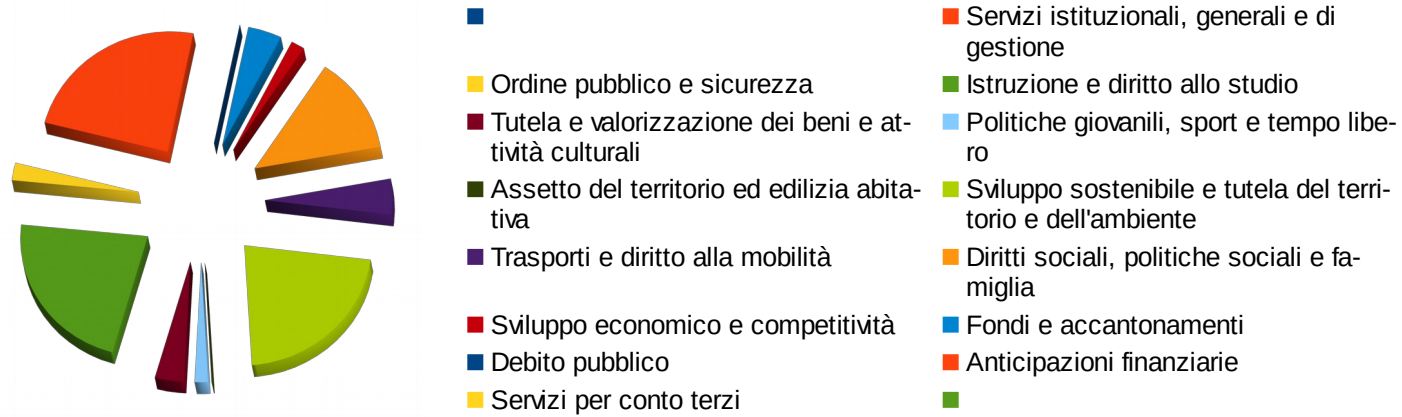 Servizi istituzionali, generali e di
gestione
Ordine pubblico e sicurezza
Istruzione e diritto allo studio
Tutela e valorizzazione dei beni e at-
tività culturali
Politiche giovanili, sport e tempo libe-
ro
Assetto del territorio ed edilizia abita-
tiva
Sviluppo sostenibile e tutela del terri-
torio e dell'ambiente
Trasporti e diritto alla mobilità
Diritti sociali, politiche sociali e fa-
miglia
Sviluppo economico e competitività
Fondi e accantonamenti
Debito pubblico
Anticipazioni finanziarie
Servizi per conto terzi